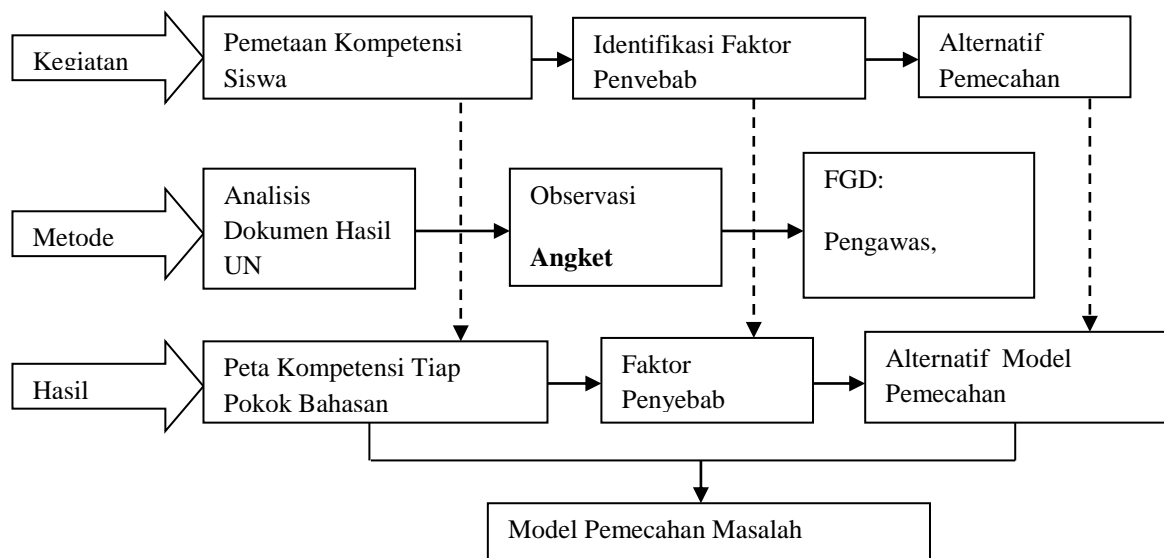 Kegiatan
Pemetaan Kompetensi
Siswa
Identifikasi Faktor
Penyebab
Alternatif
Pemecahan
Metode
Analisis
Dokumen Hasil
UN
Observasi
Angket
FGD:
Pengawas,
Hasil
Peta Kompetensi Tiap
Pokok Bahasan
Faktor
Penyebab
Alternatif Model
Pemecahan
Model Pemecahan Masalah